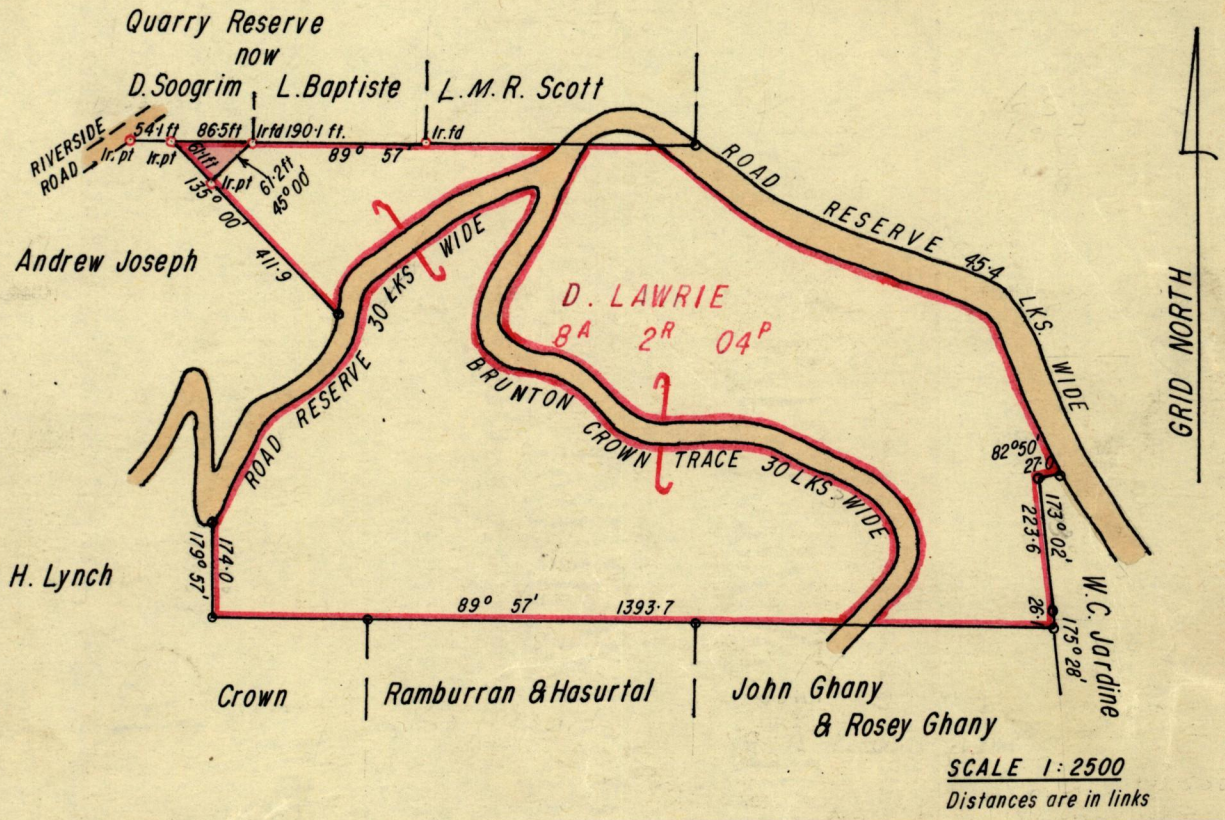 Quarry Reserve
now
D. Soogrim
L. Baptiste
L. M. R. Scott
RIVERSIDE
ROAD
54·1 ft
86·5ft
Irfd
190·1 ft.
Ir.fd
89° 57'
Ir.pt
Ir.pt
61·1ft
Ir.pt
61·2ft
45°00'
135° 00'
411·9
Andrew Joseph
ROAD RESERVE 30 LKS WIDE
ROAD RESERVE 45·4 LKS. WIDE
D. LAWRIE
8A 2R 04P
BRUNTON CROWN TRACE 30 LKS. WIDE
GRID NORTH
82°50'
173°02'
223·6
26·1
175°28'
W.C. Jardine
179°57'
174·0
H. Lynch
89° 57' 1393·7
Crown
Ramburran & Hasurtal
John Ghany
& Rosey Ghany
SCALE 1:2500
Distances are in links